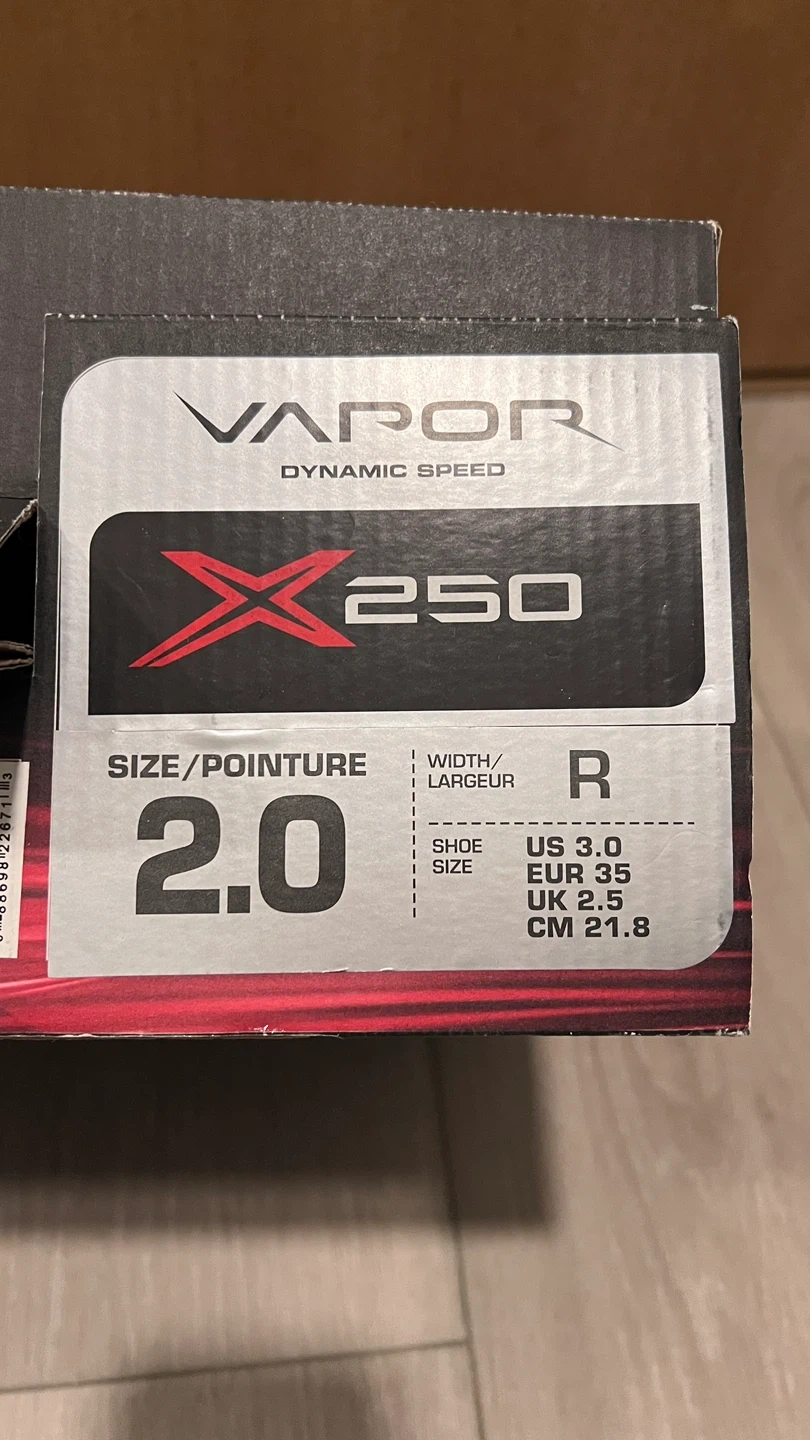 VAPOR
DYNAMIC SPEED
X250
SIZE/POINTURE
2.0
WIDTH/
LARGEUR
R
SHOE
SIZE
US 3.0
EUR 35
UK 2.5
CM 21.8